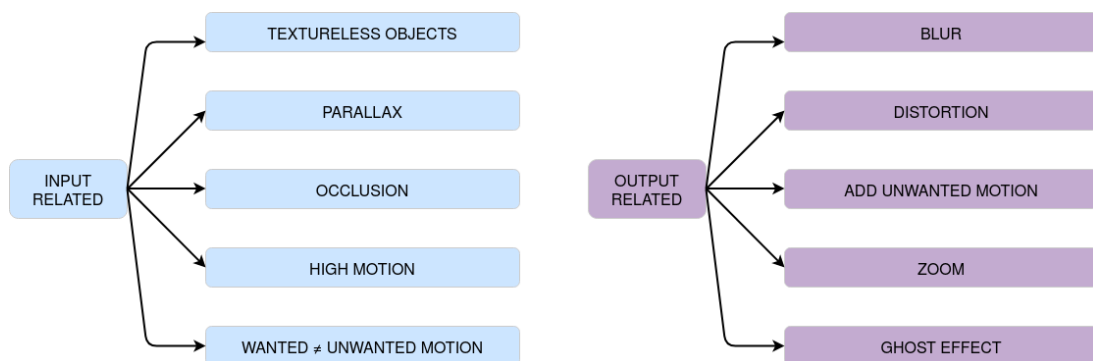 TEXTURELESS OBJECTS
PARALLAX
INPUT
RELATED
OCCLUSION
HIGH MOTION
WANTED ≠ UNWANTED MOTION
BLUR
DISTORTION
OUTPUT
RELATED
ADD UNWANTED MOTION
ZOOM
GHOST EFFECT